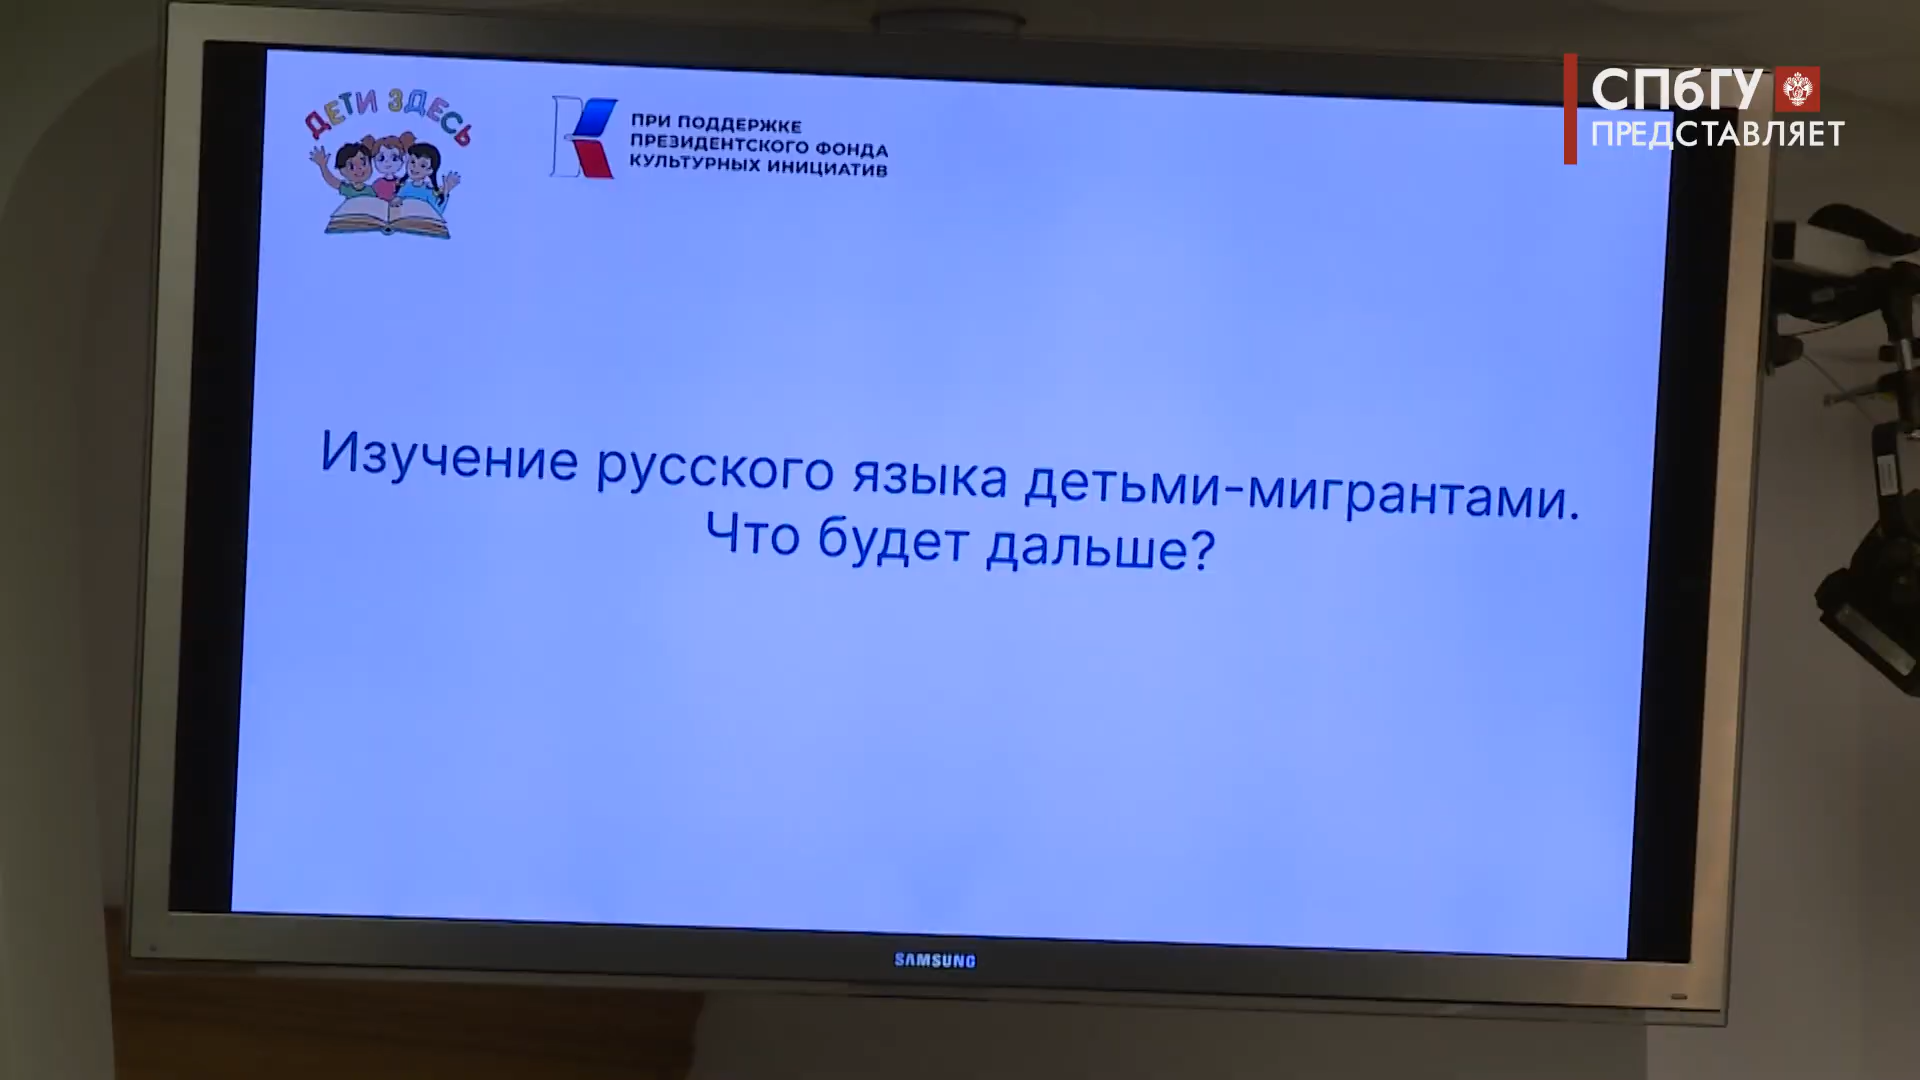 ДЕТИ ЗДЕСЬ
ПРИ ПОДДЕРЖКЕ
ПРЕЗИДЕНТСКОГО ФОНДА
КУЛЬТУРНЫХ ИНИЦИАТИВ
СПбГУ
ПРЕДСТАВЛЯЕТ
Изучение русского языка детьми-мигрантами.
Что будет дальше?
SAMSUNG